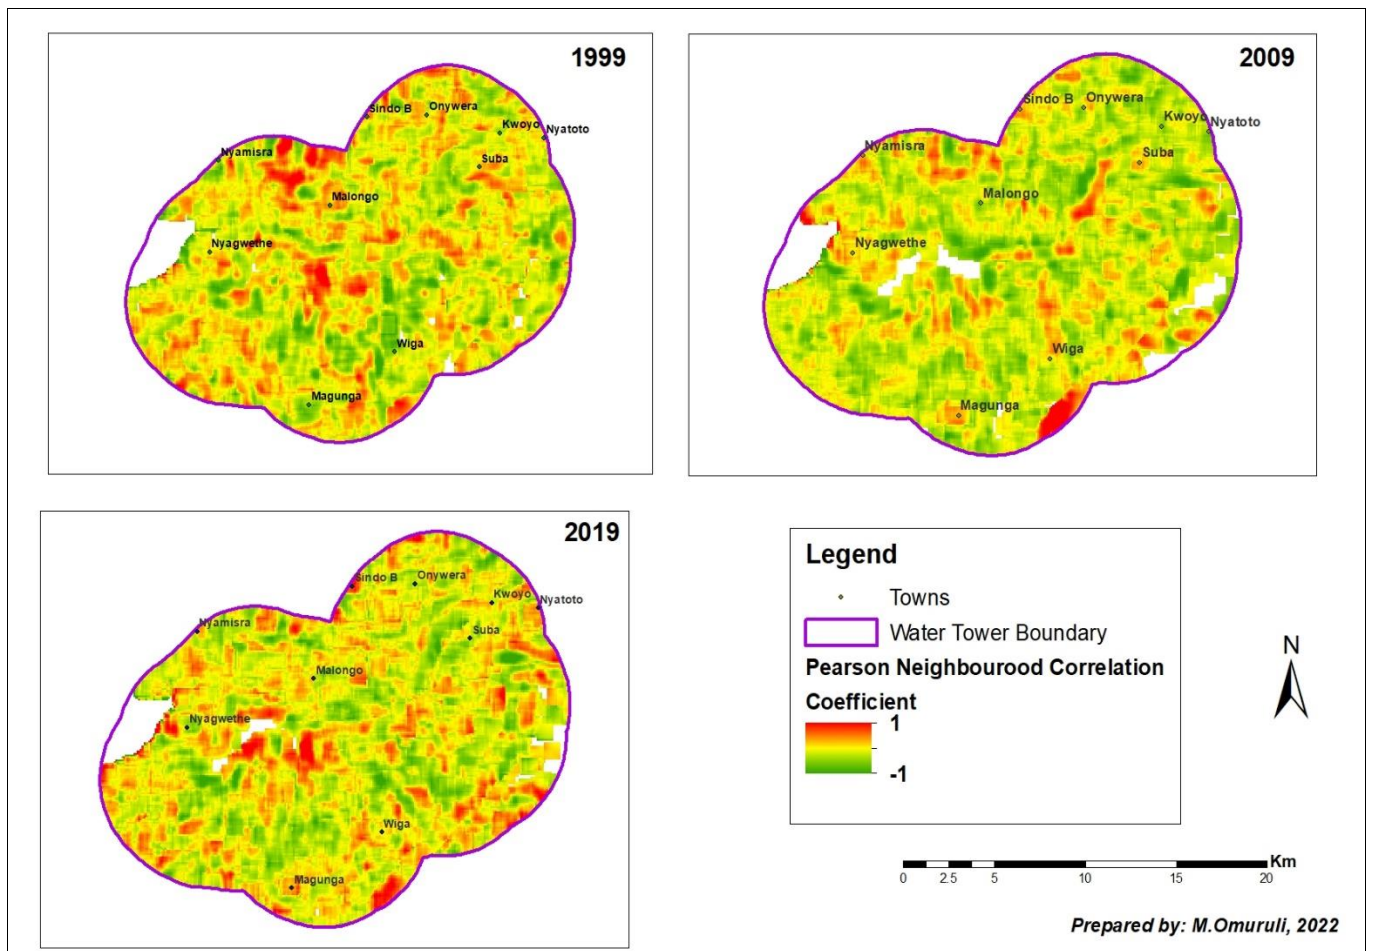 1999
Sindo B
Onywera
Kwoyo
Nyatoto
Nyamisra
Suba
Malongo
Nyagwethe
Wiga
Magunga
2009
Sindo B
Onywera
Kwoyo
Nyatoto
Nyamisra
Suba
Malongo
Nyagwethe
Wiga
Magunga
2019
Sindo B
Onywera
Kwoyo
Nyatoto
Nyamisra
Suba
Malongo
Nyagwethe
Wiga
Magunga
Legend
Towns
Water Tower Boundary
Pearson Neighbourood Correlation
Coefficient
1
-1
N
Km
0 2.5 5 10 15 20
Prepared by: M.Omuruli, 2022